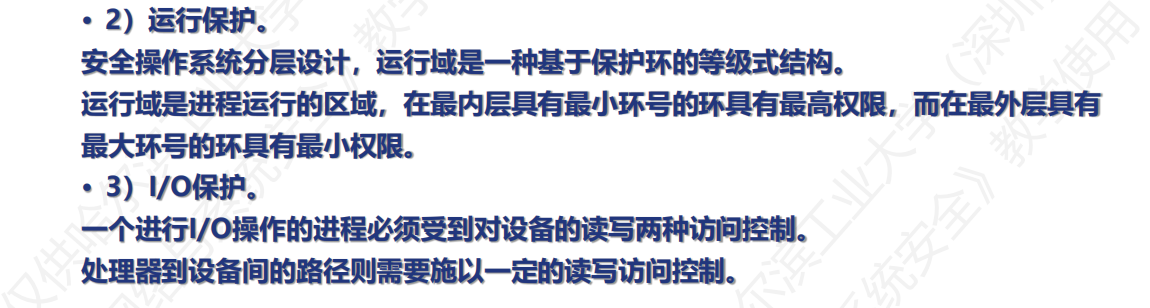 • 2）运行保护。
安全操作系统分层设计，运行域是一种基于保护环的等级式结构。
运行域是进程运行的区域，在最内层具有最小环号的环具有最高权限，而在最外层具有
最大环号的环具有最小权限。
• 3）I/O保护。
一个进行I/O操作的进程必须受到对设备的读写两种访问控制。
处理器到设备间的路径则需要施以一定的读写访问控制。